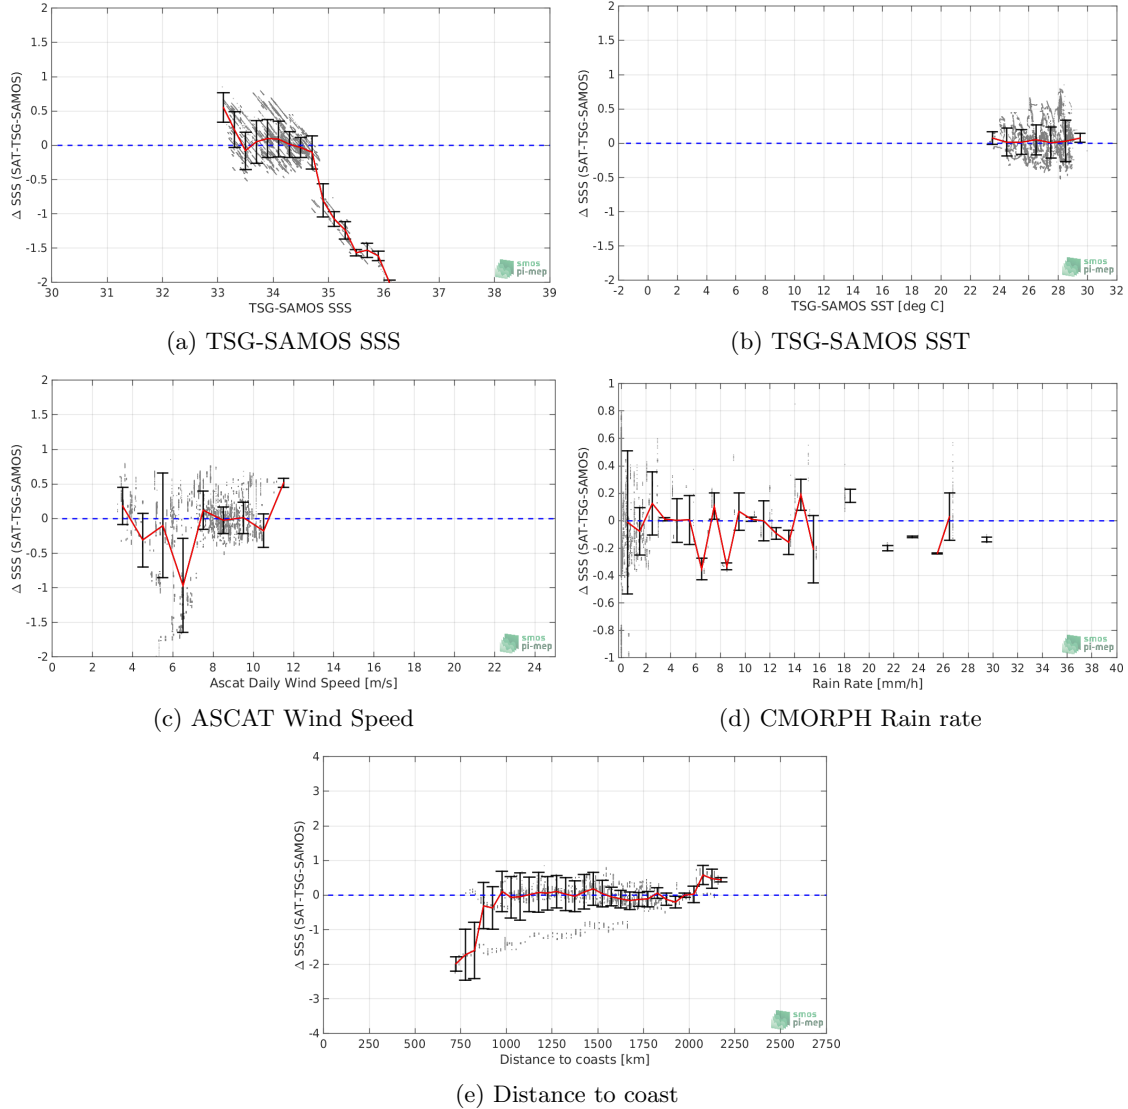 2
1.5
1
0.5
0
-0.5
-1
-1.5
-2
Δ SSS (SAT-TSG-SAMOS)
30 31 32 33 34 35 36 37 38 39
TSG-SAMOS SSS
smos
pi-mep
(a) TSG-SAMOS SSS
2
1.5
1
0.5
0
-0.5
-1
-1.5
-2
Δ SSS (SAT-TSG-SAMOS)
-2 0 2 4 6 8 10 12 14 16 18 20 22 24 26 28 30 32
TSG-SAMOS SST [deg C]
smos
pi-mep
(b) TSG-SAMOS SST
2
1.5
1
0.5
0
-0.5
-1
-1.5
-2
Δ SSS (SAT-TSG-SAMOS)
0 2 4 6 8 10 12 14 16 18 20 22 24
Ascat Daily Wind Speed [m/s]
smos
pi-mep
(c) ASCAT Wind Speed
1
0.8
0.6
0.4
0.2
0
-0.2
-0.4
-0.6
-0.8
-1
Δ SSS (SAT-TSG-SAMOS)
0 2 4 6 8 10 12 14 16 18 20 22 24 26 28 30 32 34 36 38 40
Rain Rate [mm/h]
smos
pi-mep
(d) CMORPH Rain rate
4
3
2
1
0
-1
-2
-3
-4
Δ SSS (SAT-TSG-SAMOS)
0 250 500 750 1000 1250 1500 1750 2000 2250 2500 2750
Distance to coasts [km]
smos
pi-mep
(e) Distance to coast